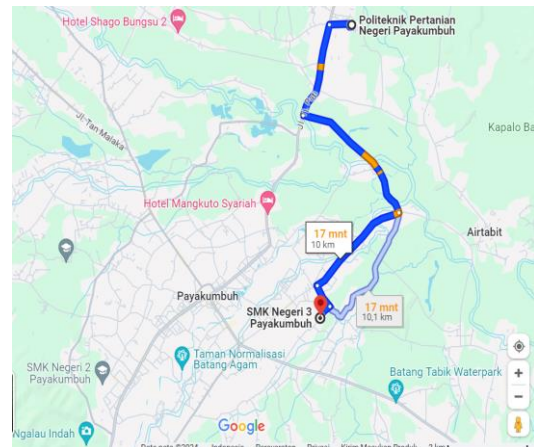 Hotel Shago Bungsu 2
Politeknik Pertanian
Negeri Payakumbuh
Jl. Tan Malaka
Kapalo Ba
Hotel Mangkuto Syariah
Airtabit
17 mnt
10 km
Payakumbuh
SMK Negeri 3
Payakumbuh
17 mnt
10,1 km
SMK Negeri 2
Payakumbuh
Taman Normalisasi
Batang Agam
Batang Tabik Waterpark
Ngalau Indah
Google